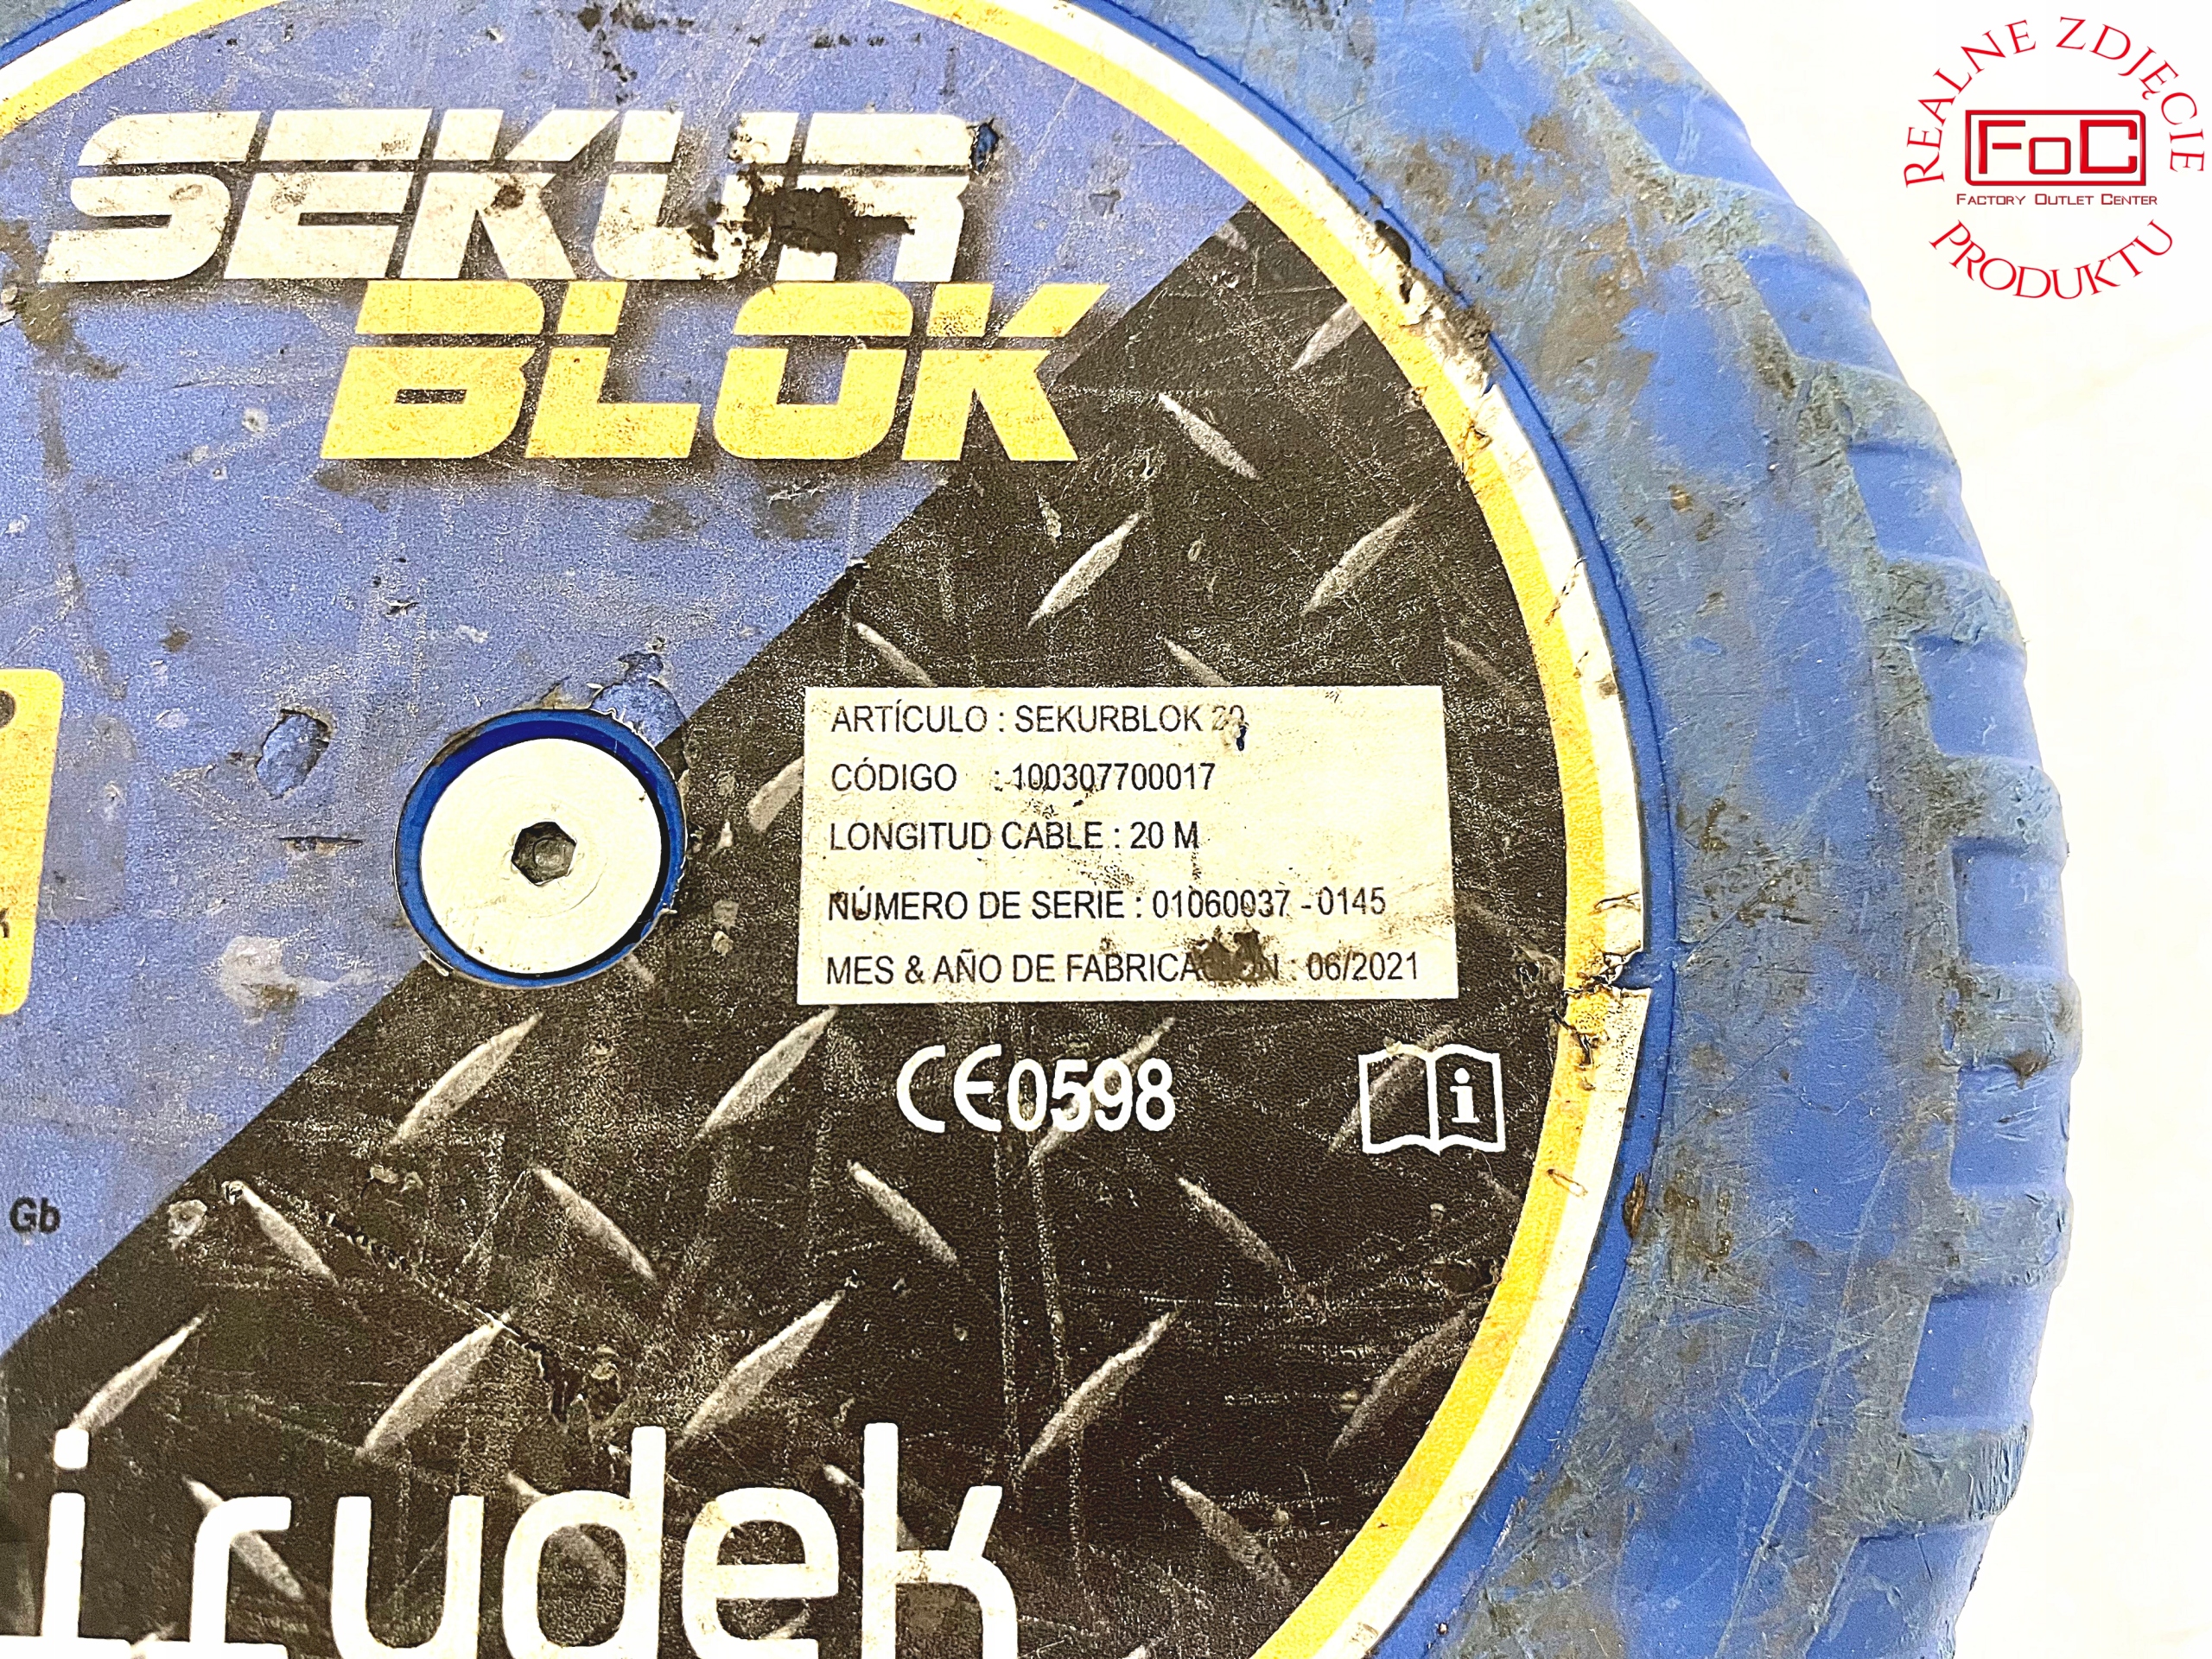 SEKUR
BLOK
ARTÍCULO : SEKURBLOK 20
CÓDIGO : 100307700017
LONGITUD CABLE : 20 M
NÚMERO DE SERIE : 01060037 - 0145
MES & AÑO DE FABRICACIÓN : 06/2021
CE0598
i
Gb
irudek
REALNE ZDJĘCIE
FoC
FACTORY OUTLET CENTER
PRODUKTU